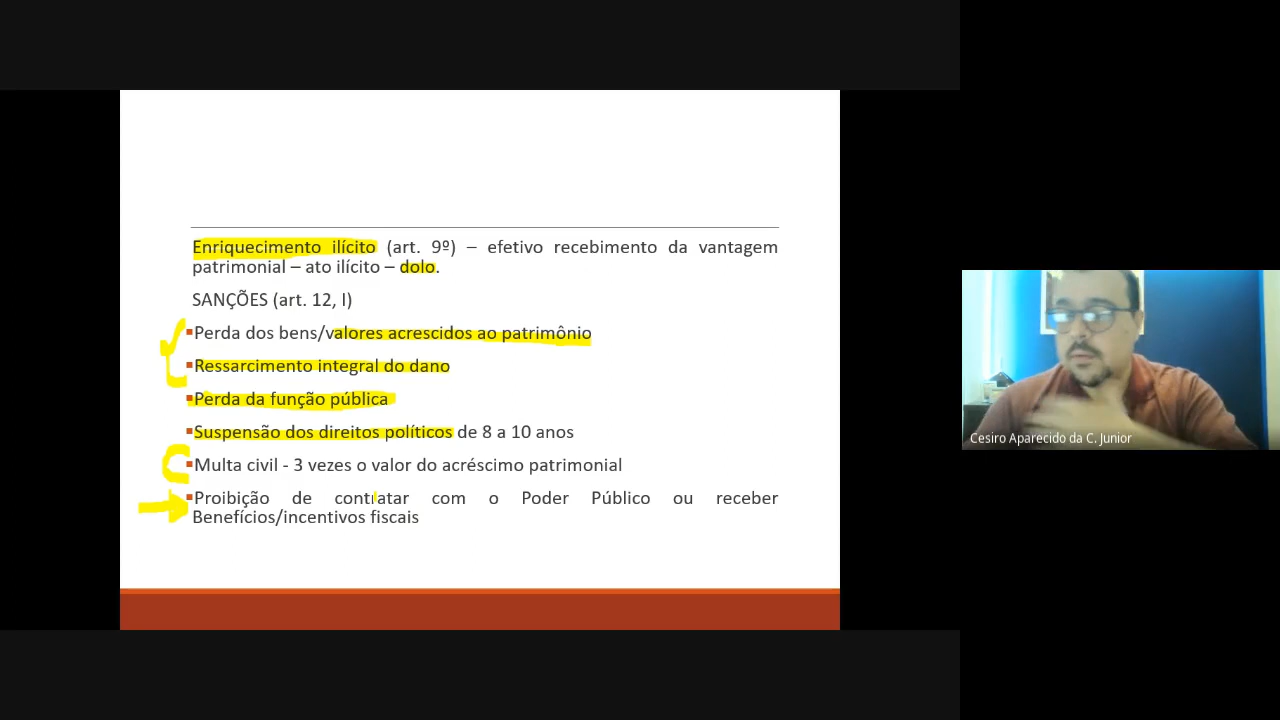 Enriquecimento ilícito (art. 9º) – efetivo recebimento da vantagem
patrimonial – ato ilícito – dolo.
SANÇÕES (art. 12, I)
Perda dos bens/valores acrescidos ao patrimônio
Ressarcimento integral do dano
Perda da função pública
Suspensão dos direitos políticos de 8 a 10 anos
Multa civil - 3 vezes o valor do acréscimo patrimonial
Proibição de contratar com o Poder Público ou receber
Benefícios/incentivos fiscais
Cesiro Aparecido da C. Junior